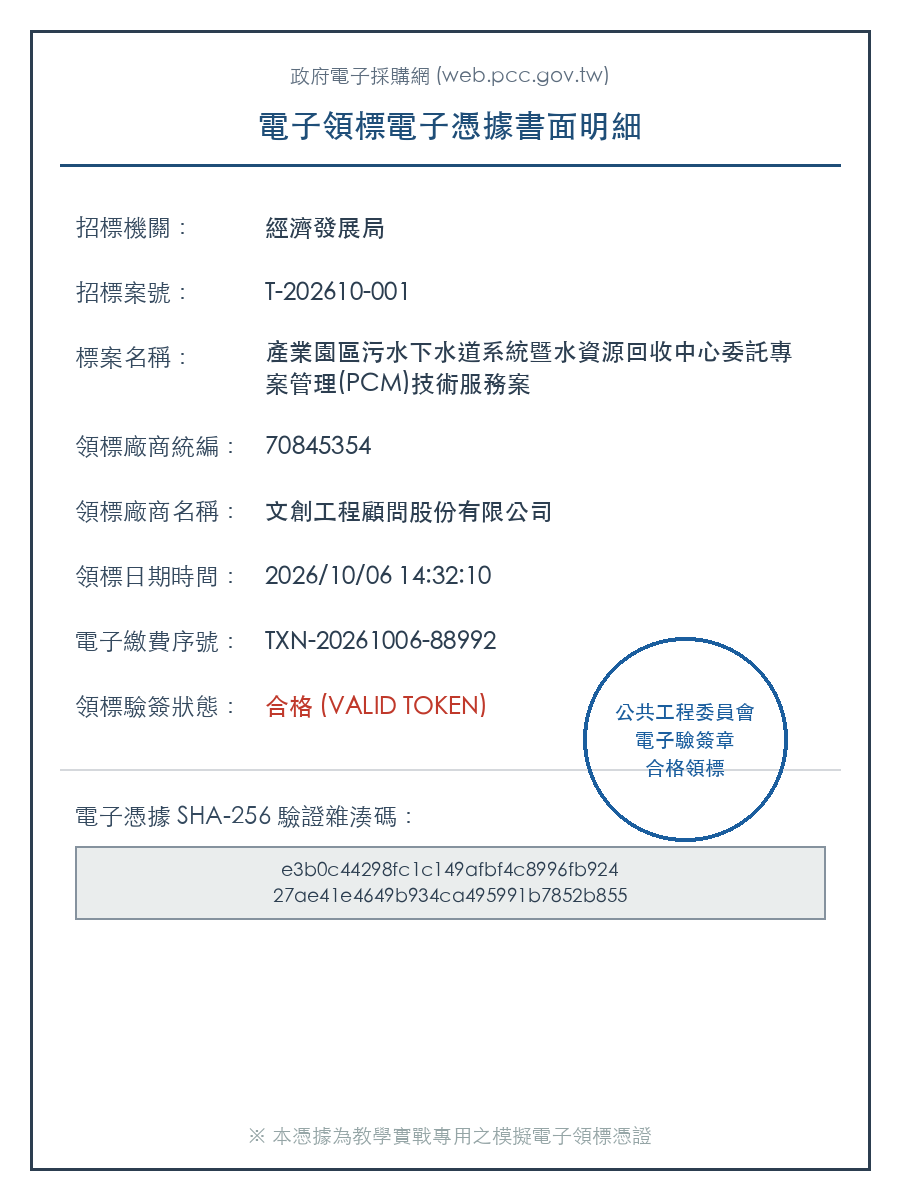 政府電子採購網 (web.pcc.gov.tw)
電子領標電子憑據書面明細
招標機關： 經濟發展局
招標案號： T-202610-001
標案名稱： 產業園區污水下水道系統暨水資源回收中心委託專
案管理(PCM)技術服務案
領標廠商統編： 70845354
領標廠商名稱： 文創工程顧問股份有限公司
領標日期時間： 2026/10/06 14:32:10
電子繳費序號： TXN-20261006-88992
領標驗簽狀態： 合格 (VALID TOKEN)
公共工程委員會
電子驗簽章
合格領標
電子憑據 SHA-256 驗證雜湊碼：
e3b0c44298fc1c149afbf4c8996fb924
27ae41e4649b934ca495991b7852b855
※ 本憑據為教學實戰專用之模擬電子領標憑證